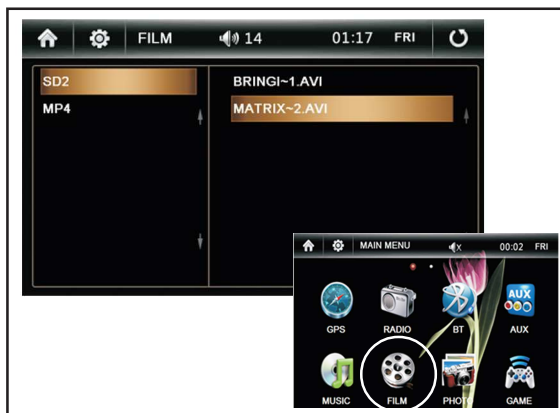 FILM 14 01:17 FRI
SD2 BRINGI~1.AVI
MP4 MATRIX~2.AVI
MAIN MENU 00:02 FRI
AUX
GPS RADIO BT AUX
MUSIC FILM PHOTO GAME